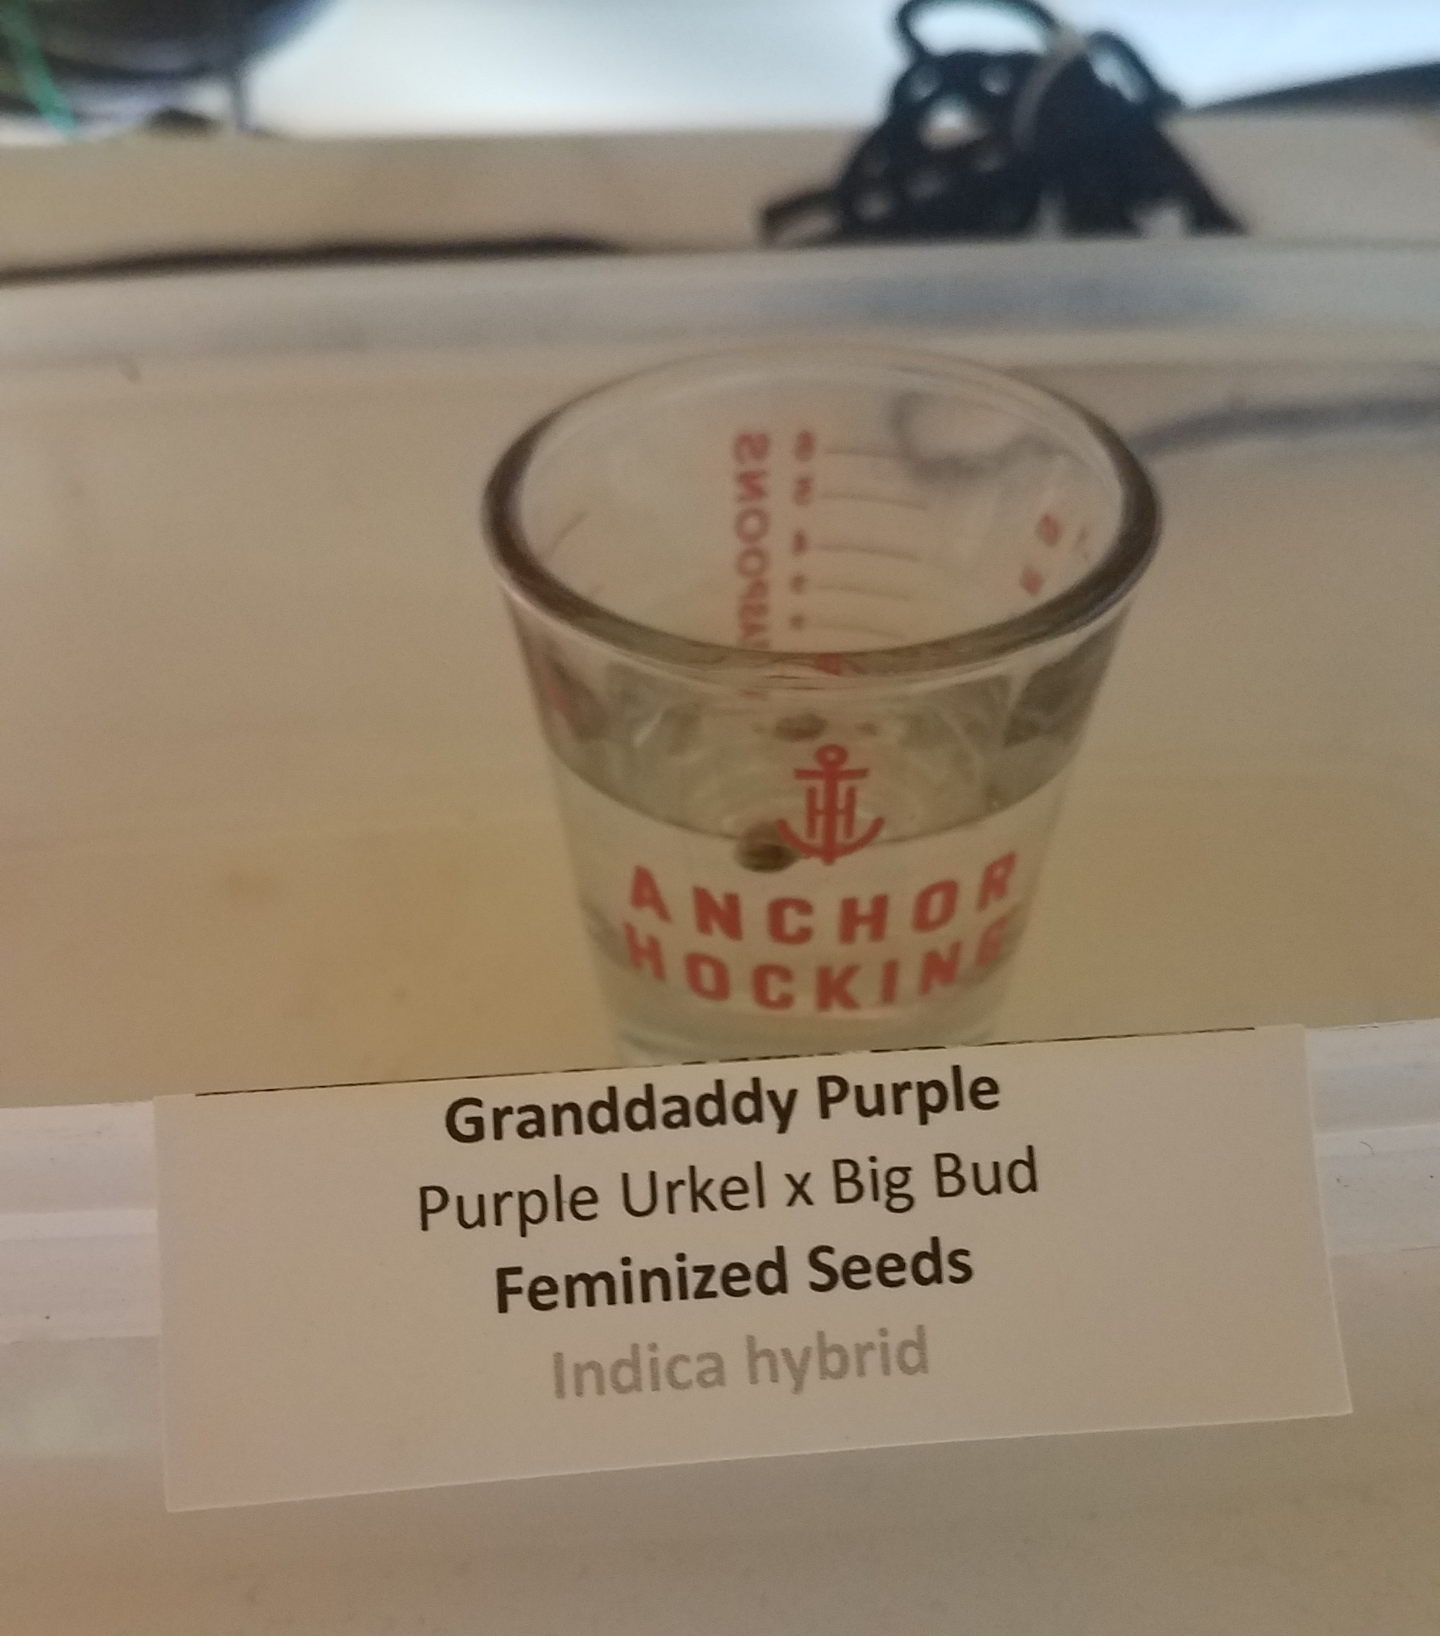 ANCHOR
HOCKING
Granddaddy Purple
Purple Urkel x Big Bud
Feminized Seeds
Indica hybrid